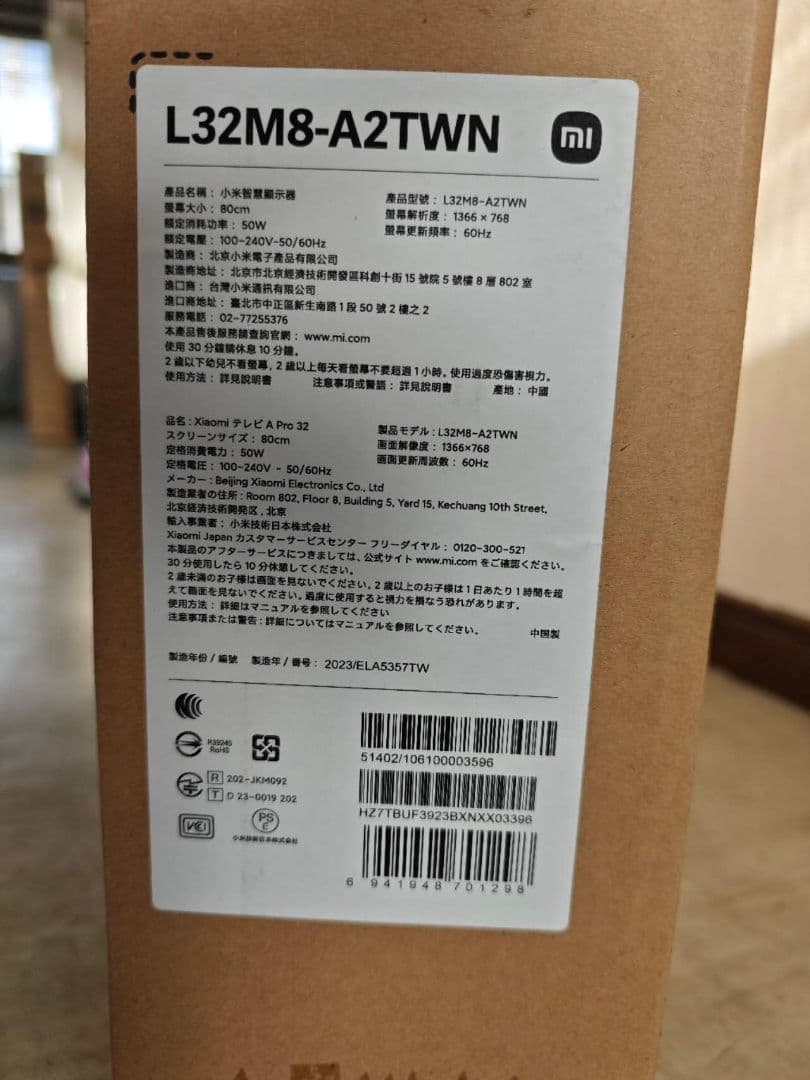 L32M8-A2TWN
mi
產品名稱：小米智慧顯示器
產品型號：L32M8-A2TWN
螢幕大小：80cm
螢幕解析度：1366 × 768
額定消耗功率：50W
螢幕更新頻率：60Hz
額定電壓：100-240V~50/60Hz
製造商：北京小米電子產品有限公司
製造商地址：北京市北京經濟技術開發區科創十街 15 號院 5 號樓 8 層 802 室
進口商：台灣小米通訊有限公司
進口商地址：臺北市中正區新生南路 1 段 50 號 2 樓之 2
服務電話：02-77255376
本產品售後服務請查詢官網：www.mi.com
使用 30 分鐘請休息 10 分鐘。
2 歲以下幼兒不看螢幕，2 歲以上每天看螢幕不要超過 1 小時。使用過度恐傷害視力。
使用方法：詳見說明書 注意事項或警語：詳見說明書 產地：中國
品名：Xiaomi テレビ A Pro 32
製品モデル：L32M8-A2TWN
スクリーンサイズ：80cm
画面解像度：1366×768
定格消費電力：50W
画面更新周波数：60Hz
定格電圧：100-240V ~ 50/60Hz
メーカー：Beijing Xiaomi Electronics Co., Ltd
製造業者の住所：Room 802, Floor 8, Building 5, Yard 15, Kechuang 10th Street,
北京経済技術開発区，北京
輸入事業者：小米技術日本株式会社
Xiaomi Japan カスタマーサービスセンター フリーダイヤル：0120-300-521
本製品のアフターサービスにつきましては、公式サイト www.mi.com をご確認ください。
30 分使用したら 10 分休憩してください。
2 歳未満のお子様は画面を見ないでください。2 歳以上のお子様は 1 日あたり 1 時間を超
えて画面を見ないでください。過度に使用すると視力を損なう恐れがあります。
使用方法：詳細はマニュアルを参照してください
注意事項または警告：詳細についてはマニュアルを参照してください。 中国製
製造年份 / 編號 製造年 / 番号：2023/ELA5357TW
R39246
RoHS
51402/106100003596
R 202-JKM092
T D 23-0019 202
HZ7TBUF3923BXNXX03396
VCI
PS
E
小米技術日本株式会社
6 941948 701298